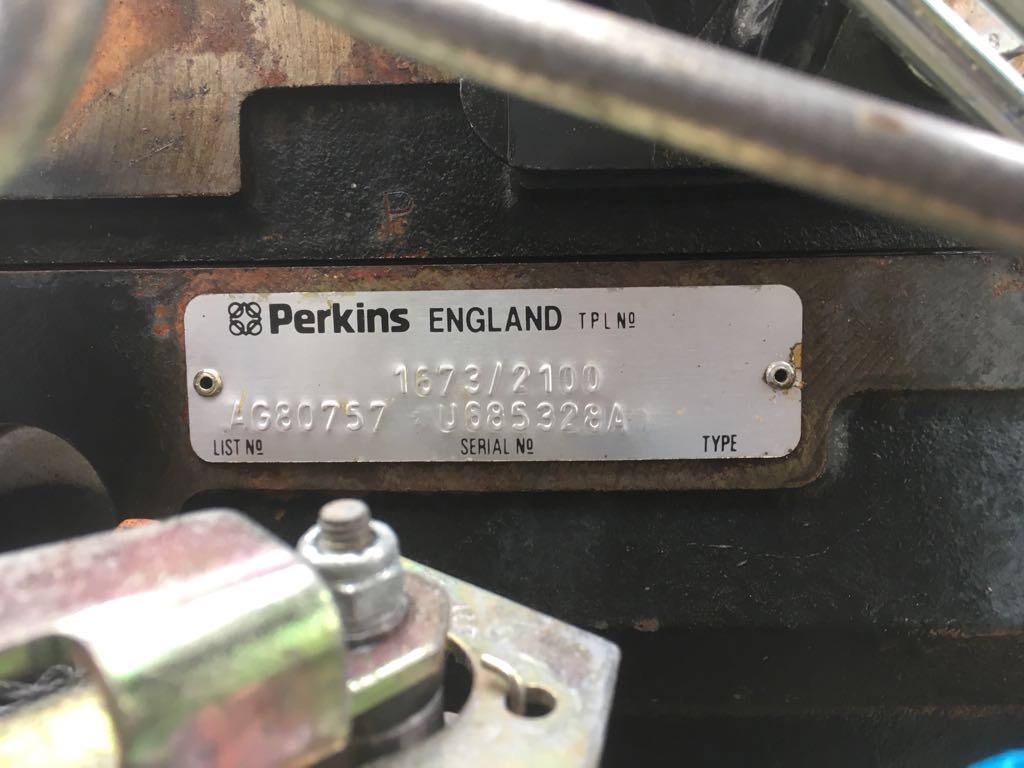 P
Perkins ENGLAND TPL Nº
1673/2100
AG80757 U685328A
LIST Nº SERIAL Nº TYPE